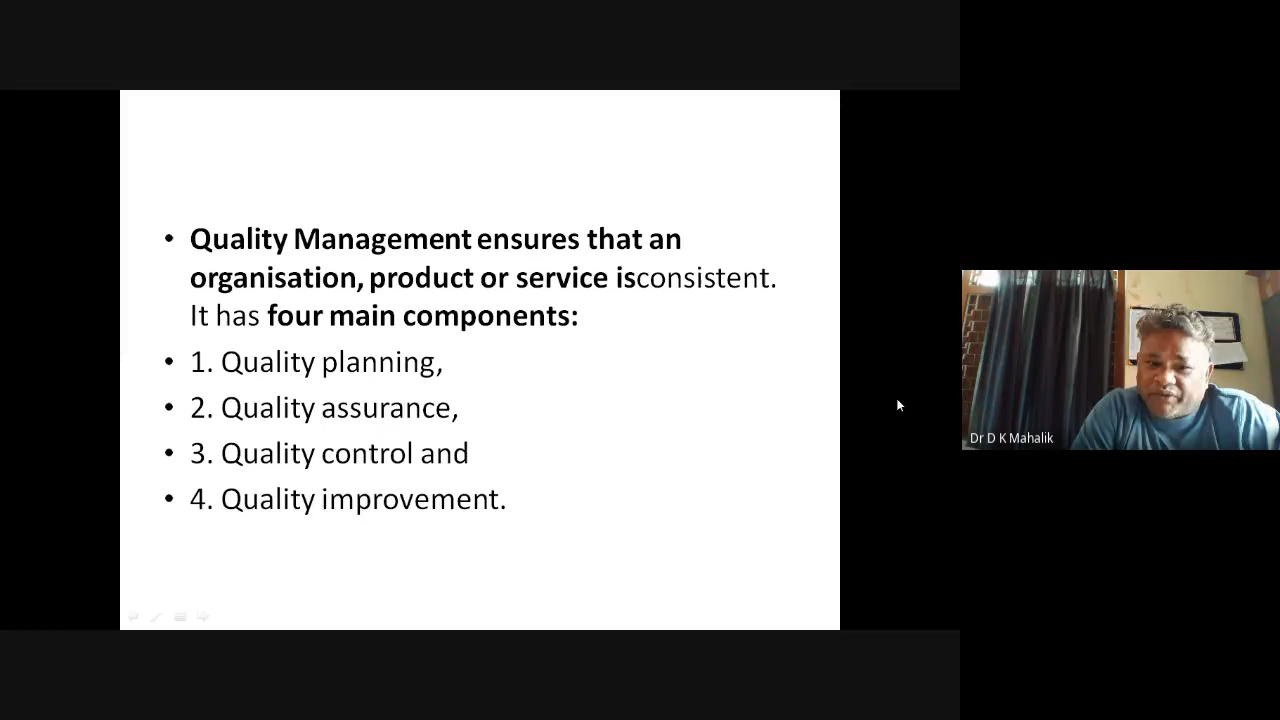 • Quality Management ensures that an
organisation, product or service isconsistent.
It has four main components:
• 1. Quality planning,
• 2. Quality assurance,
• 3. Quality control and
• 4. Quality improvement.
Dr D K Mahalik